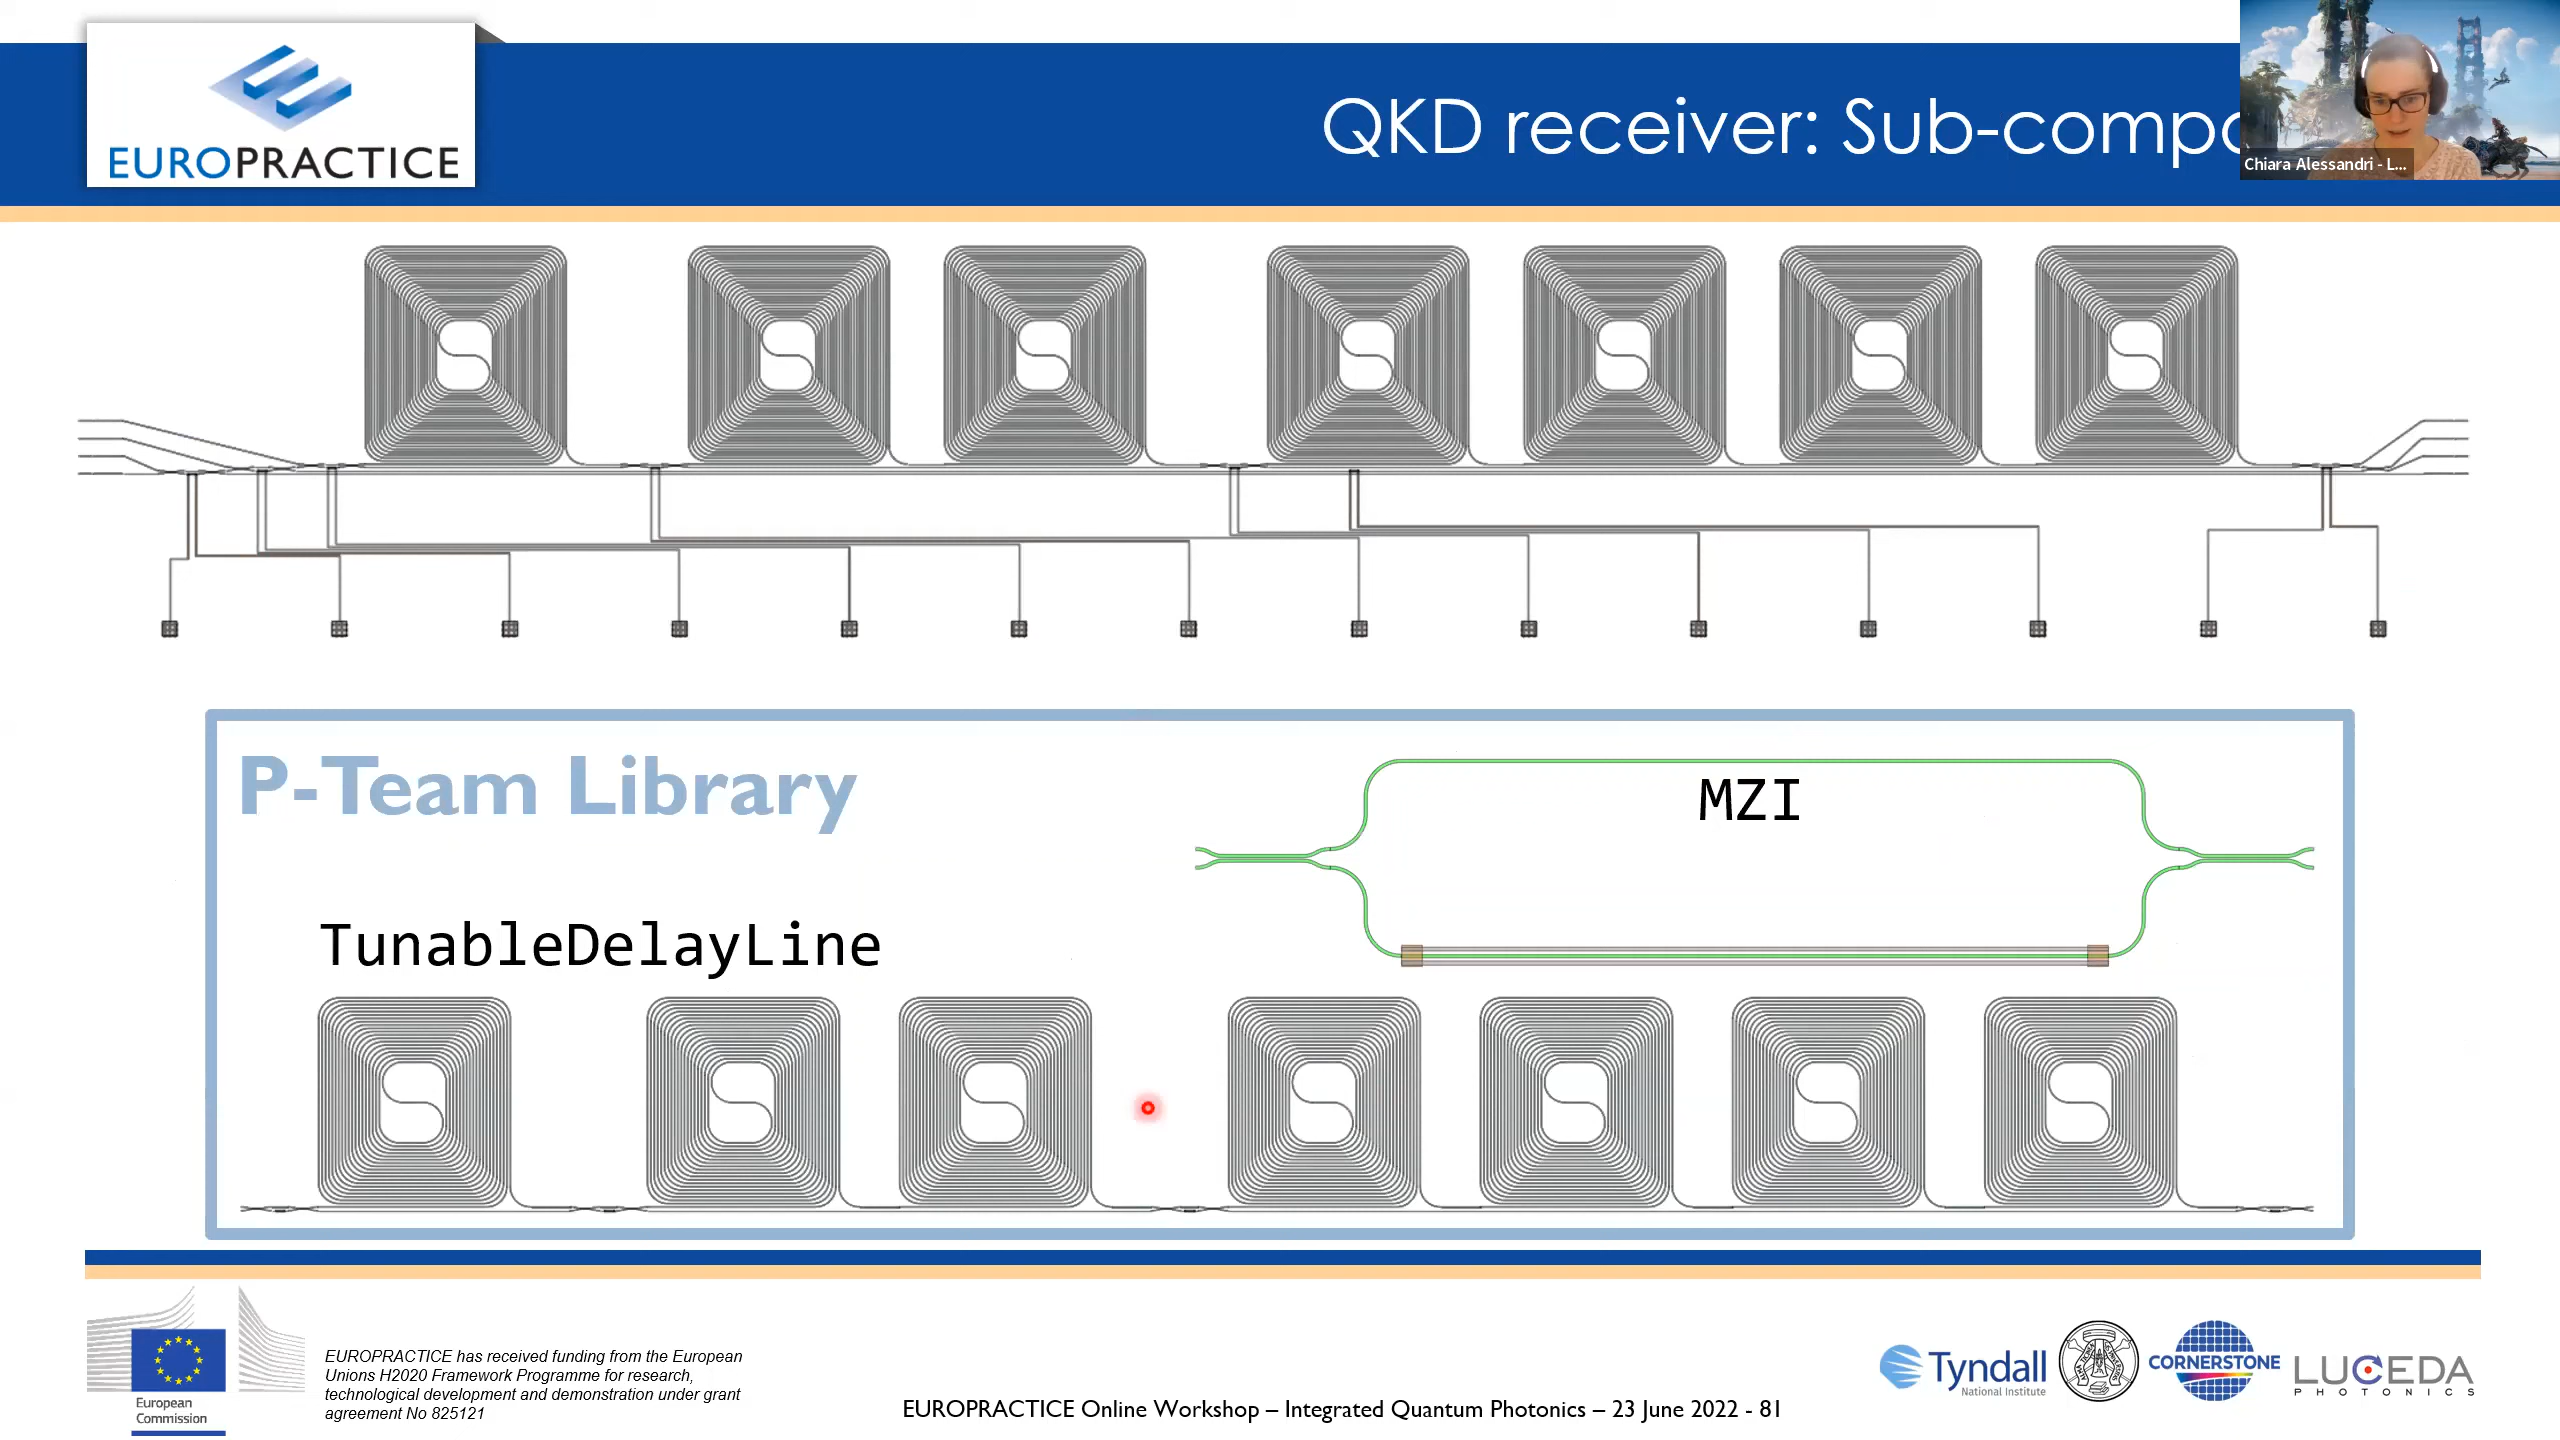 EUROPRACTICE
QKD receiver: Sub-compo
Chiara Alessandri - L...
P-Team Library
MZI
TunableDelayLine
European
Commission
EUROPRACTICE has received funding from the European
Unions H2020 Framework Programme for research,
technological development and demonstration under grant
agreement No 825121
EUROPRACTICE Online Workshop – Integrated Quantum Photonics – 23 June 2022 - 81
Tyndall
National Institute
CORNERSTONE
LUCEDA
PHOTONICS